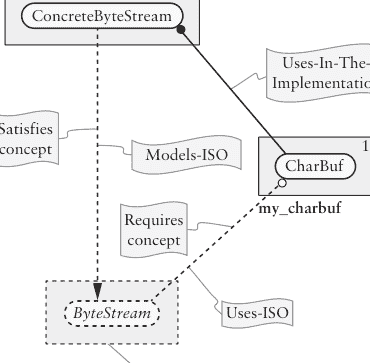 ConcreteByteStream
Uses-In-The-
Implementatio
Satisfies
concept
Models-ISO
1
CharBuf
my_charbuf
Requires
concept
ByteStream
Uses-ISO